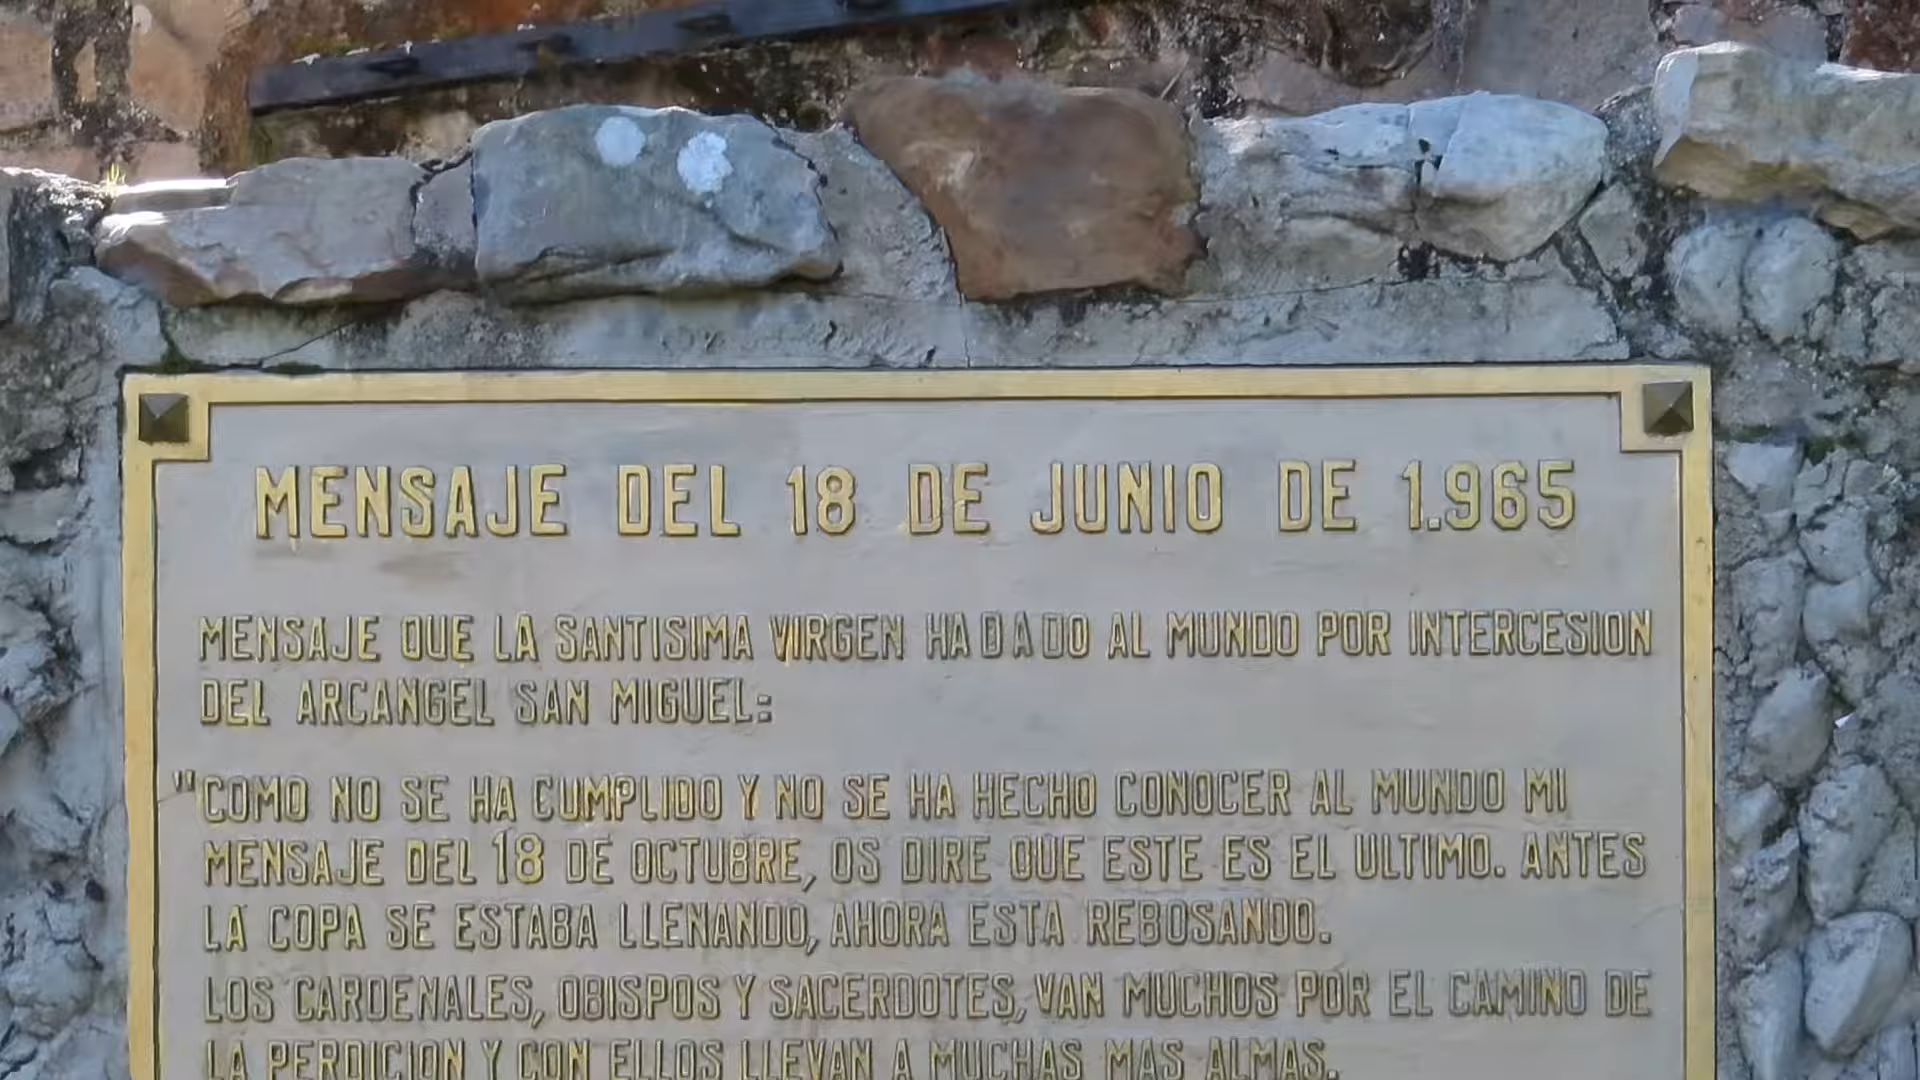 MENSAJE DEL 18 DE JUNIO DE 1.965
MENSAJE QUE LA SANTISIMA VIRGEN HA DADO AL MUNDO POR INTERCESION
DEL ARCANGEL SAN MIGUEL:
"COMO NO SE HA CUMPLIDO Y NO SE HA HECHO CONOCER AL MUNDO MI
MENSAJE DEL 18 DE OCTUBRE, OS DIRE QUE ESTE ES EL ULTIMO. ANTES
LA COPA SE ESTABA LLENANDO, AHORA ESTA REBOSANDO.
LOS CARDENALES, OBISPOS Y SACERDOTES, VAN MUCHOS POR EL CAMINO DE
LA PERDICION Y CON ELLOS LLEVAN A MUCHAS MAS ALMAS.